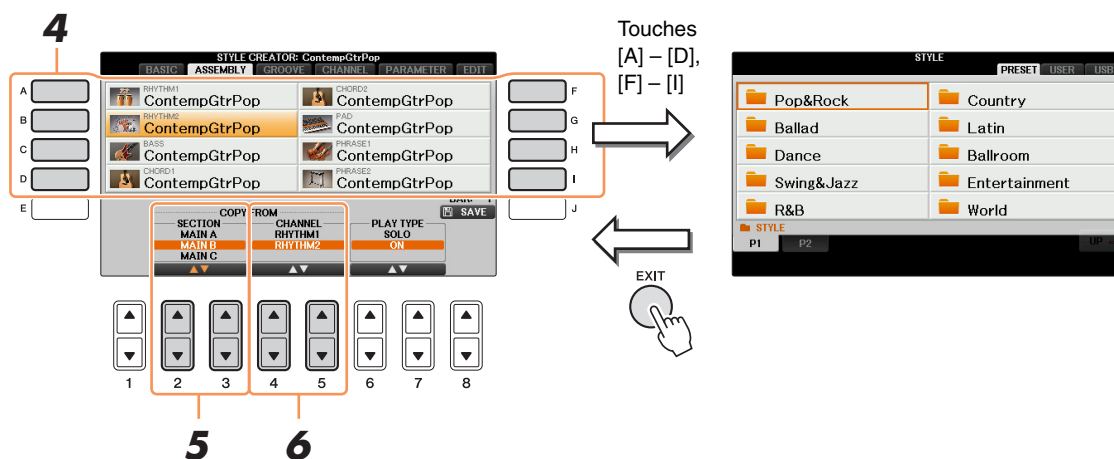 4
Touches
[A] – [D],
[F] – [I]
STYLE CREATOR: ContempGtrPop
BASIC ASSEMBLY GROOVE CHANNEL PARAMETER EDIT
A
RHYTHM1
ContempGtrPop
CHORD2
ContempGtrPop
F
B
RHYTHM2
ContempGtrPop
PAD
ContempGtrPop
G
C
BASS
ContempGtrPop
PHRASE1
ContempGtrPop
H
D
CHORD1
ContempGtrPop
PHRASE2
ContempGtrPop
I
E
BAR: 1
SAVE
J
COPY FROM
SECTION
MAIN A
MAIN B
MAIN C
CHANNEL
RHYTHM1
RHYTHM2
PLAY TYPE
SOLO
ON
1 2 3 4 5 6 7 8
5 6
EXIT
STYLE
PRESET USER USB
Pop&Rock
Country
Ballad
Latin
Dance
Ballroom
Swing&Jazz
Entertainment
R&B
World
STYLE
P1 P2
UP